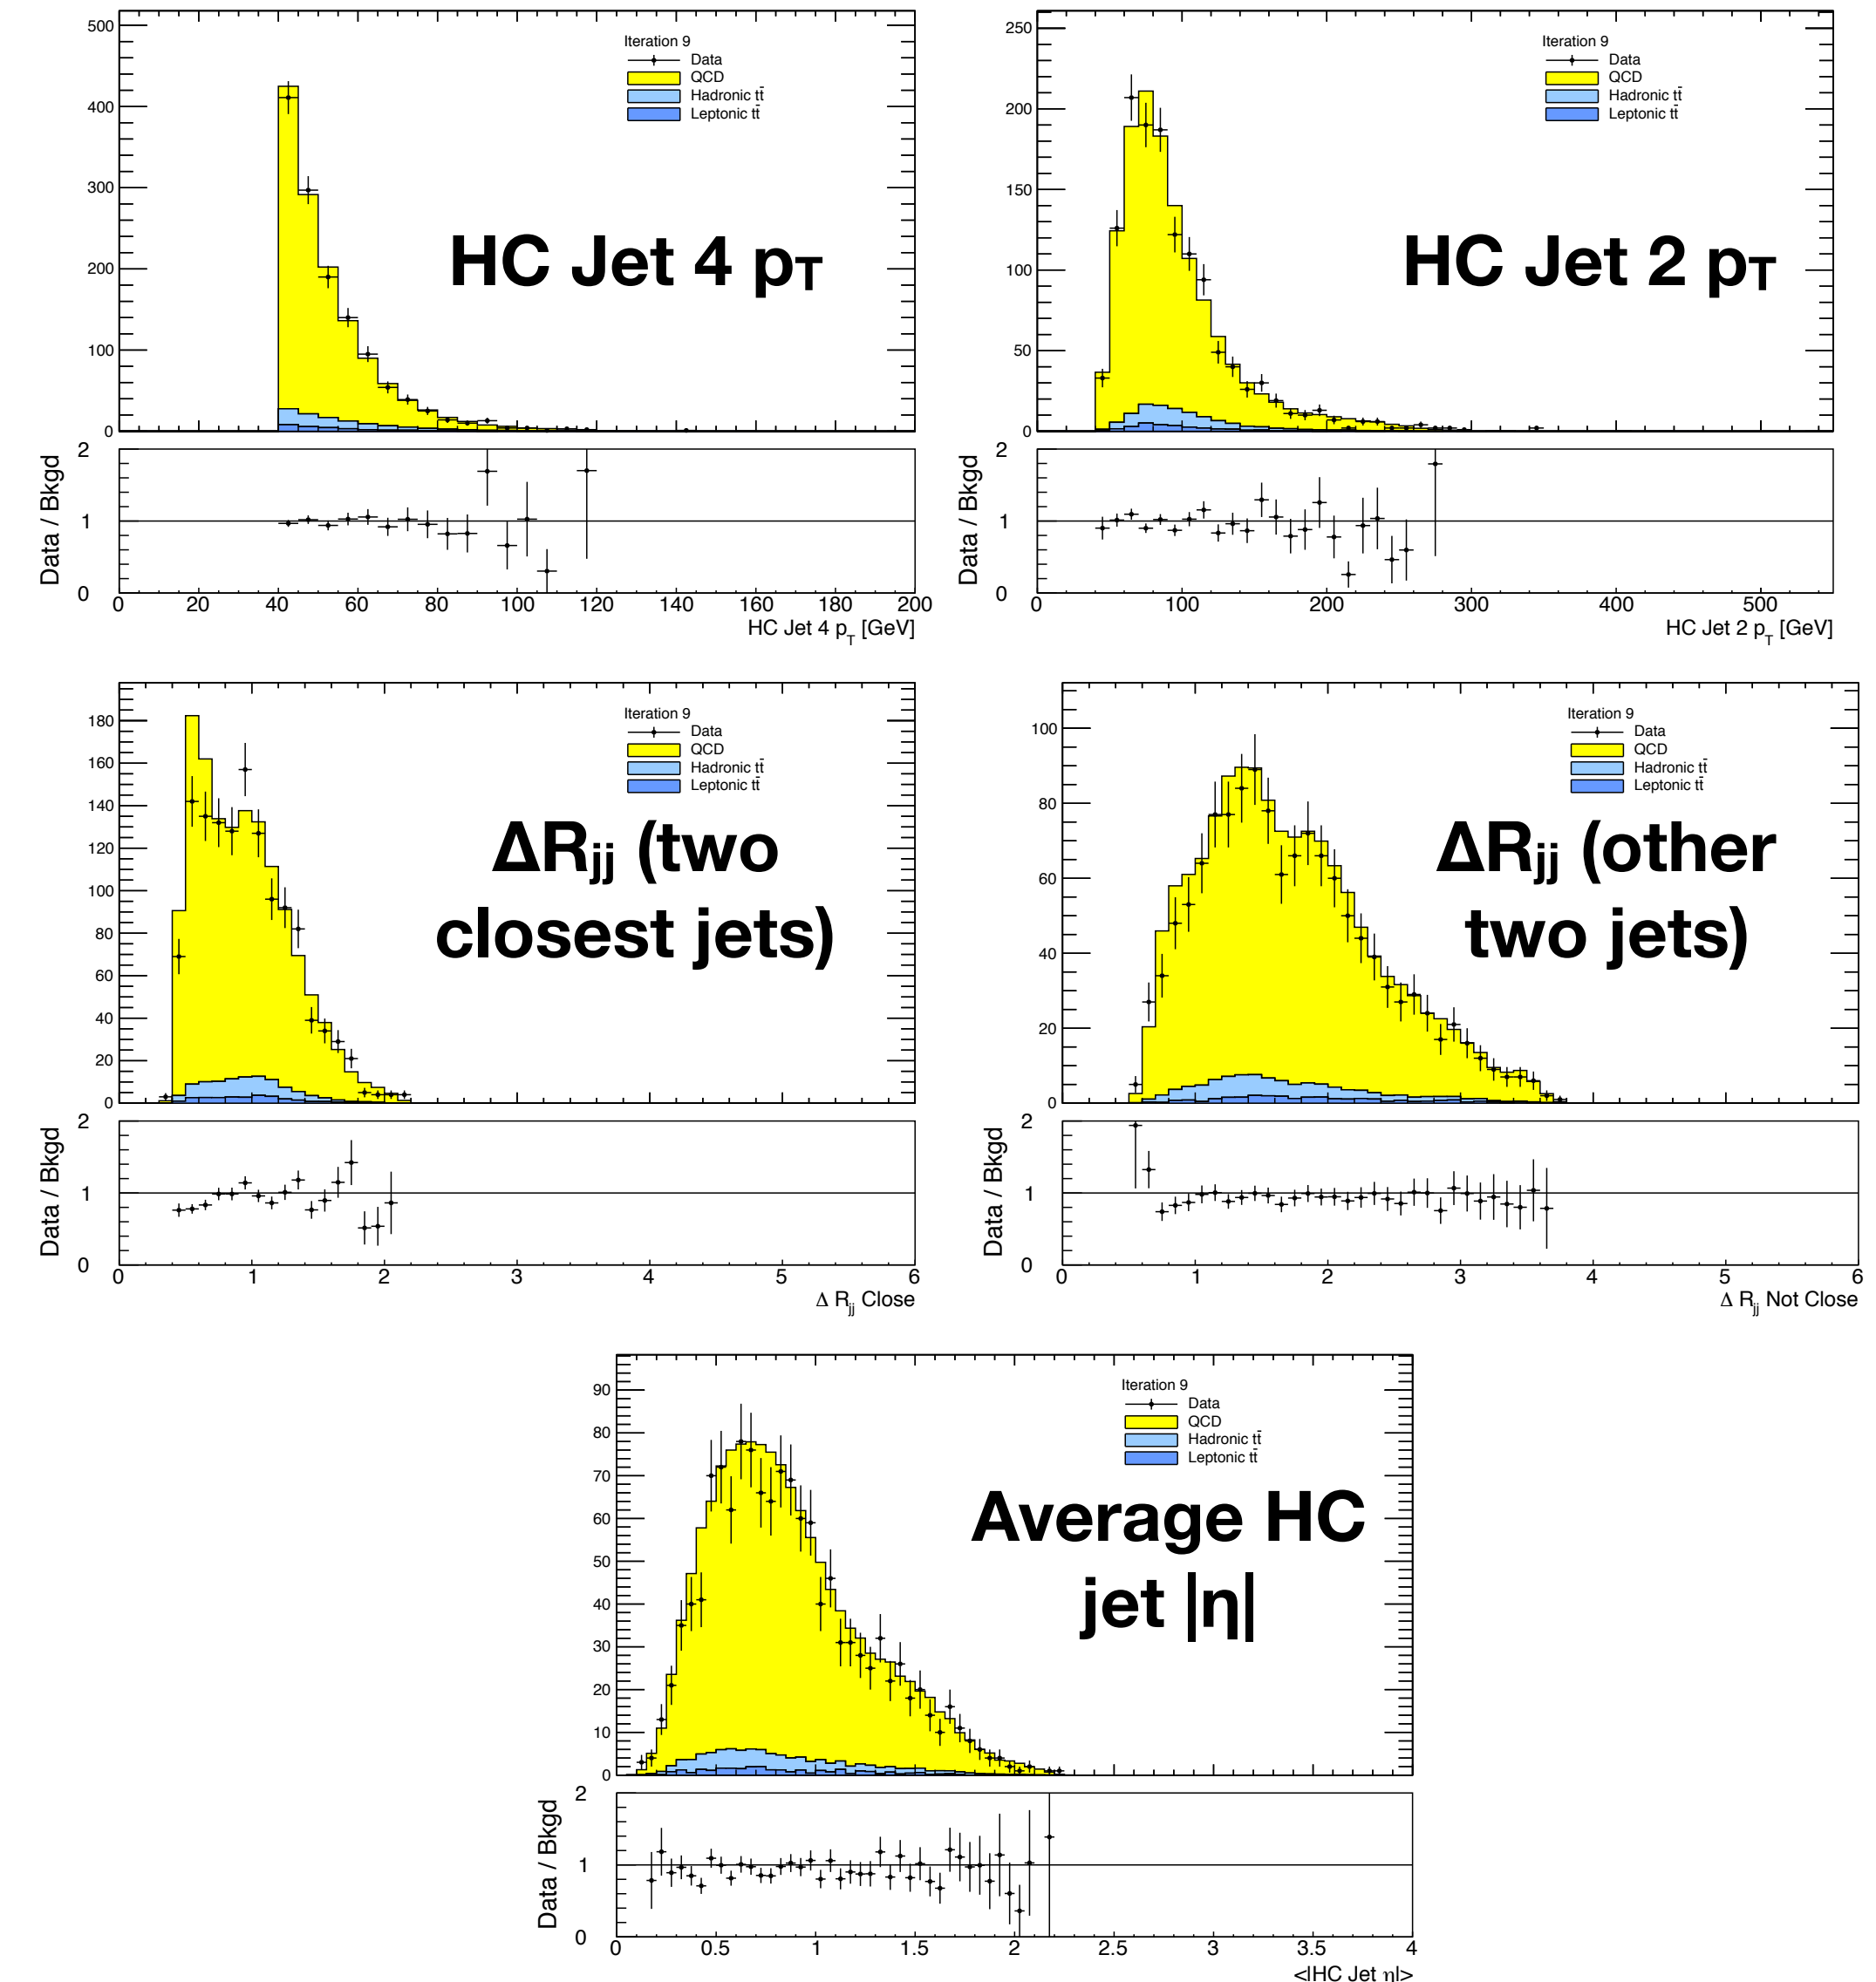 500
400
300
200
100
0
Iteration 9
Data
QCD
Hadronic tt̄
Leptonic tt̄
HC Jet 4 pT
Data / Bkgd
2
1
0
0 20 40 60 80 100 120 140 160 180 200
HC Jet 4 pT [GeV]
250
200
150
100
50
0
Iteration 9
Data
QCD
Hadronic tt̄
Leptonic tt̄
HC Jet 2 pT
Data / Bkgd
2
1
0
0 100 200 300 400 500
HC Jet 2 pT [GeV]
180
160
140
120
100
80
60
40
20
0
Iteration 9
Data
QCD
Hadronic tt̄
Leptonic tt̄
ΔRjj (two
closest jets)
Data / Bkgd
2
1
0
0 1 2 3 4 5 6
Δ Rjj Close
100
80
60
40
20
0
Iteration 9
Data
QCD
Hadronic tt̄
Leptonic tt̄
ΔRjj (other
two jets)
Data / Bkgd
2
1
0
0 1 2 3 4 5 6
Δ Rjj Not Close
90
80
70
60
50
40
30
20
10
0
Iteration 9
Data
QCD
Hadronic tt̄
Leptonic tt̄
Average HC
jet |η|
Data / Bkgd
2
1
0
0 0.5 1 1.5 2 2.5 3 3.5 4
<|HC Jet η|>